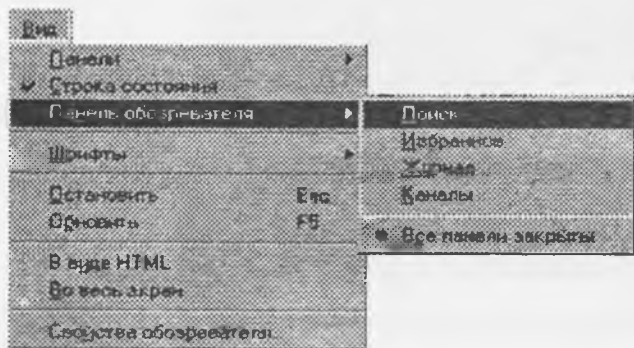 Вид
Панели
Строка состояния
Панель обозревателя
Шрифты
Остановить Esc
Обновить F5
В виде HTML
Во весь экран
Свойства обозревателя
Поиск
Избранное
Журнал
Каналы
Все панели закрыты